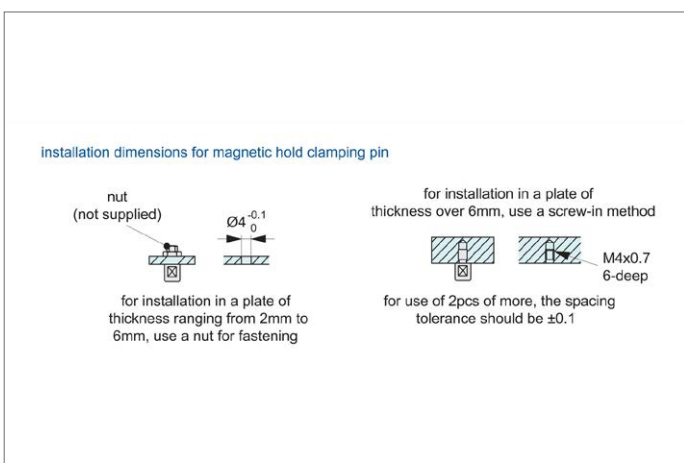 installation dimensions for magnetic hold clamping pin
nut
(not supplied)
Ø4 -0.1
0
for installation in a plate of
thickness ranging from 2mm to
6mm, use a nut for fastening
for installation in a plate of
thickness over 6mm, use a screw-in method
M4x0.7
6-deep
for use of 2pcs of more, the spacing
tolerance should be ±0.1